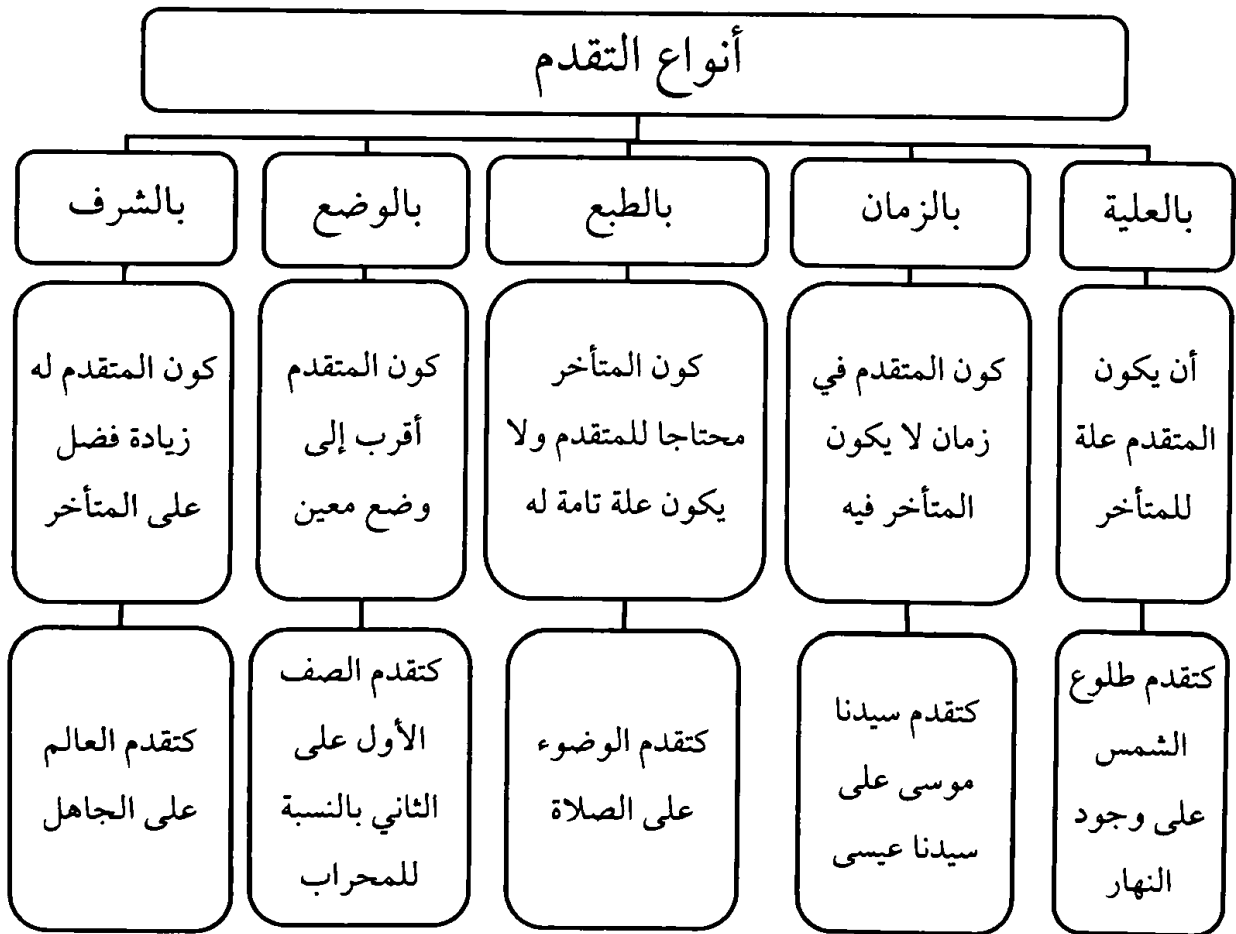 أنواع التقدم
بالعلية
بالزمان
بالطبع
بالوضع
بالشرف
أن يكون
المتقدم علة
للمتأخر
كون المتقدم في
زمان لا يكون
المتأخر فيه
كون المتأخر
محتاجا للمتقدم ولا
يكون علة تامة له
كون المتقدم
أقرب إلى
وضع معين
كون المتقدم له
زيادة فضل
على المتأخر
كتقدم طلوع
الشمس
على وجود
النهار
كتقدم سيدنا
موسى على
سيدنا عيسى
كتقدم الوضوء
على الصلاة
كتقدم الصف
الأول على
الثاني بالنسبة
للمحراب
كتقدم العالم
على الجاهل